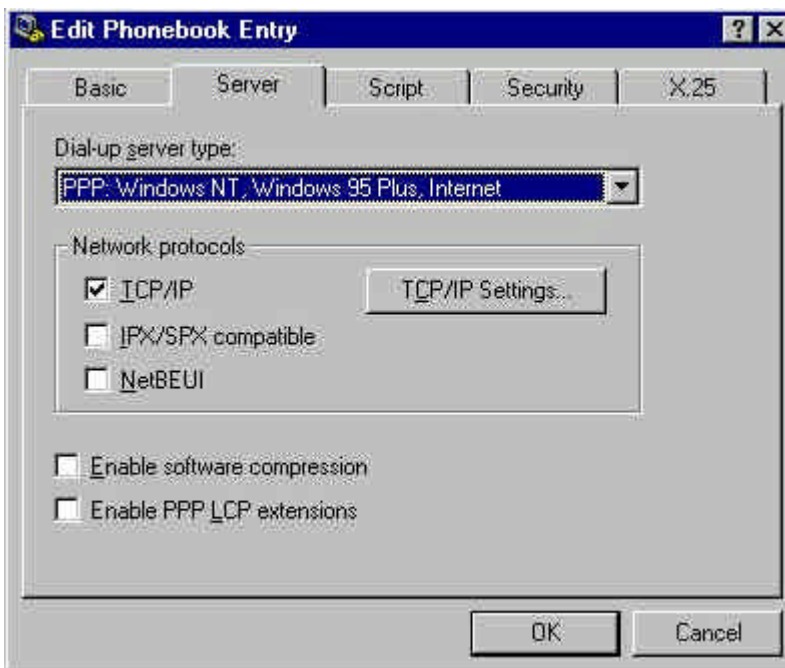 Edit Phonebook Entry
Basic Server Script Security X.25
Dial-up server type:
PPP: Windows NT, Windows 95 Plus, Internet
Network protocols
TCP/IP TCP/IP Settings...
IPX/SPX compatible
NetBEUI
Enable software compression
Enable PPP LCP extensions
OK Cancel